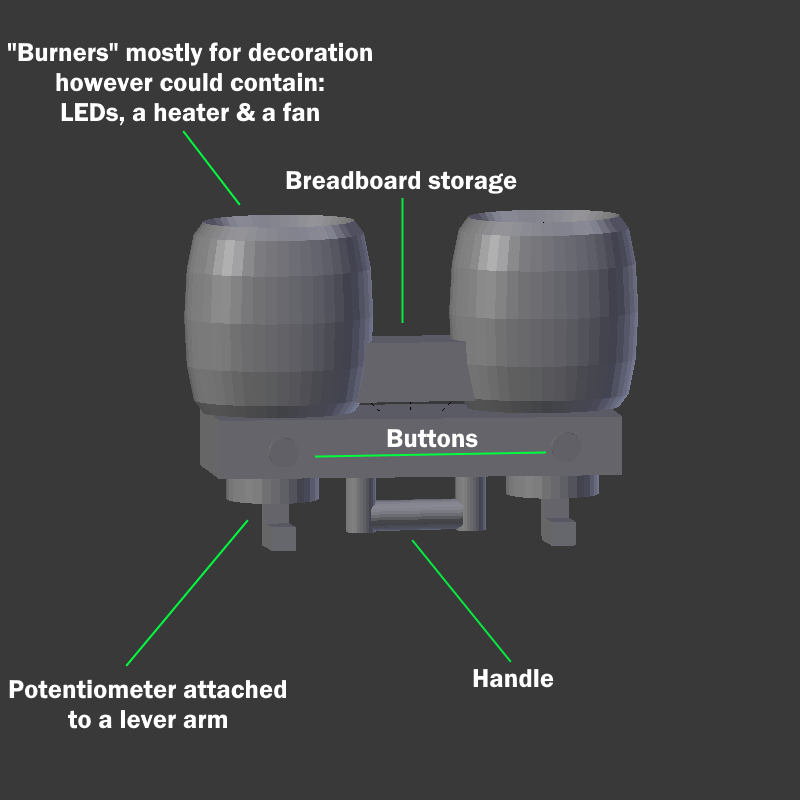 "Burners" mostly for decoration
however could contain:
LEDs, a heater & a fan
Breadboard storage
Buttons
Potentiometer attached
to a lever arm
Handle